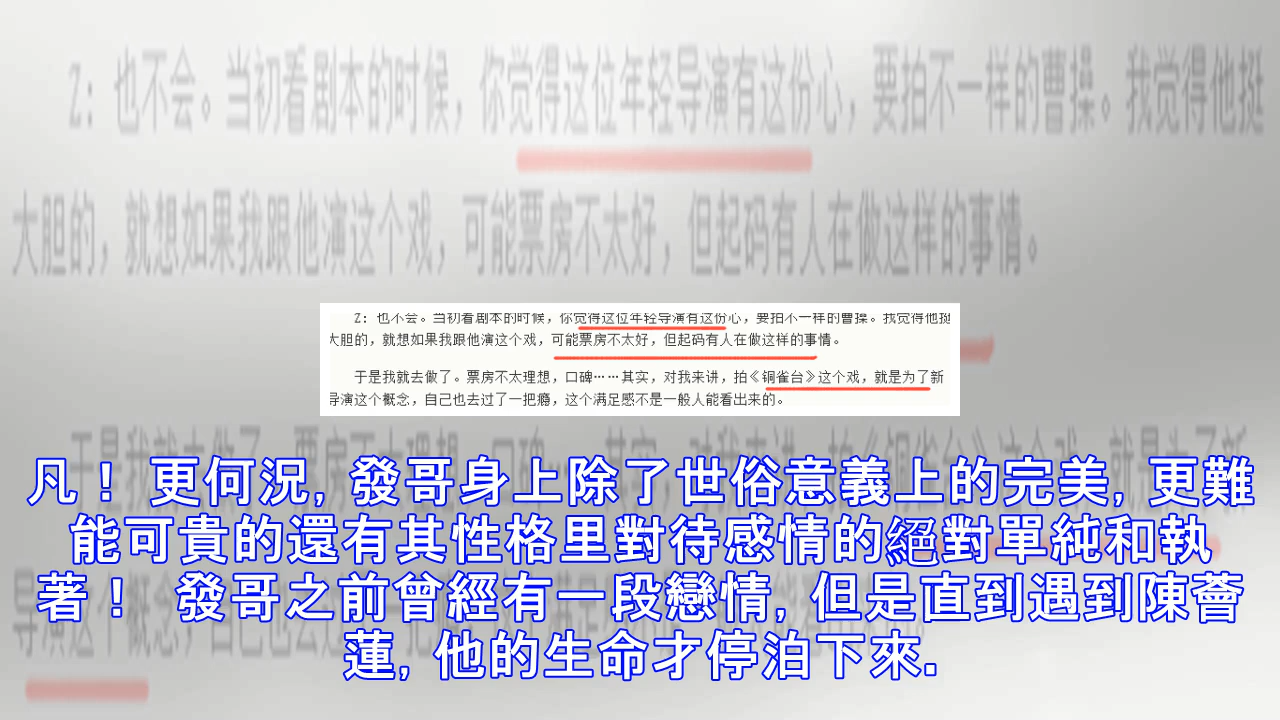 Z: 也不会。当初看剧本的时候，你觉得这位年轻导演有这份心，要拍不一样的曹操。我觉得他挺
大胆的，就想如果我跟他演这个戏，可能票房不太好，但起码有人在做这样的事情。
Z: 也不会。当初看剧本的时候，你觉得这位年轻导演有这份心，要拍不一样的曹操。我觉得他挺
大胆的，就想如果我跟他演这个戏，可能票房不太好，但起码有人在做这样的事情。
于是我就去做了。票房不太理想，口碑……其实，对我来讲，拍《铜雀台》这个戏，就是为了新
导演这个概念，自己也去过了一把瘾，这个满足感不是一般人能看出来的。
凡！ 更何況, 發哥身上除了世俗意義上的完美, 更難
能可貴的還有其性格里對待感情的絕對單純和執
著！ 發哥之前曾經有一段戀情, 但是直到遇到陳薈
蓮, 他的生命才停泊下來.